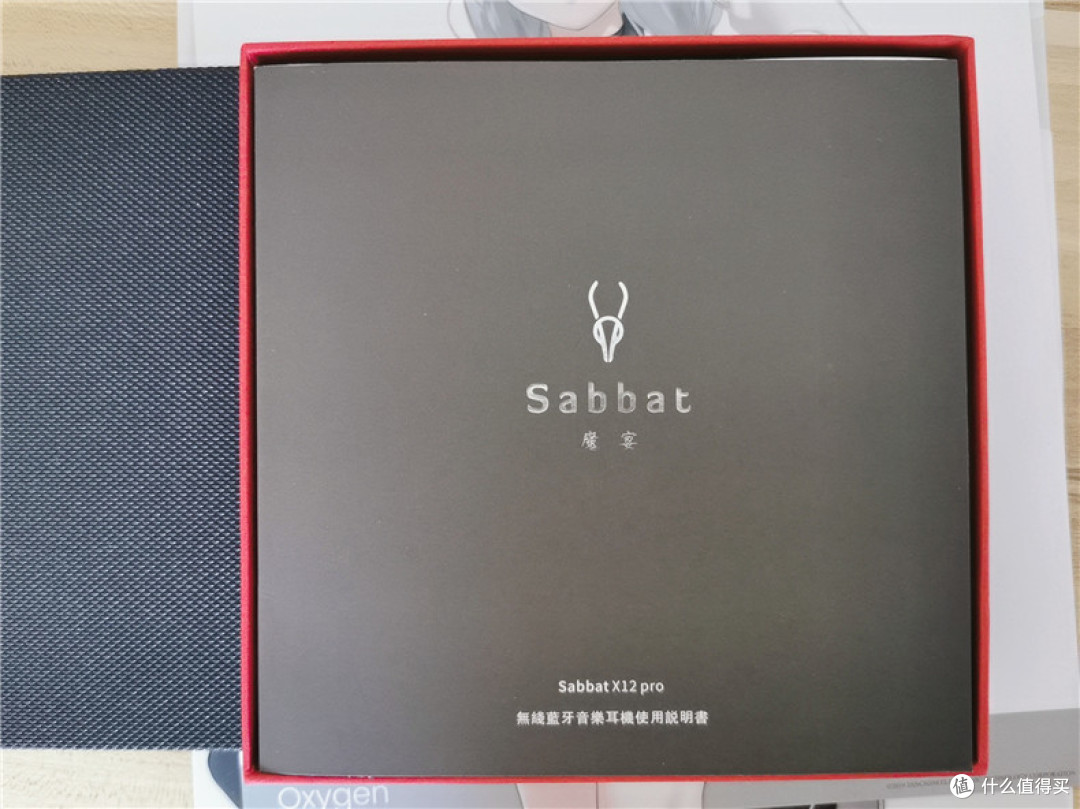 Sabbat
魔宴
Sabbat X12 pro
無綫藍牙音樂耳機使用説明書
Oxygen
值 什么值得买